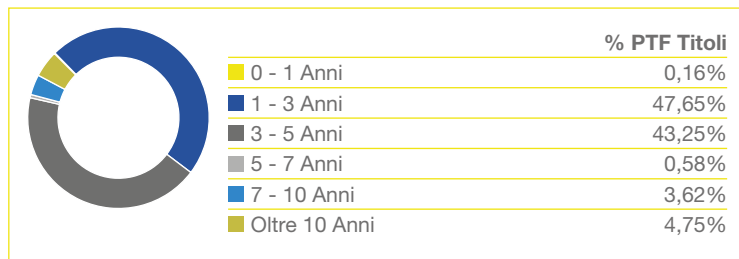 % PTF Titoli
0 - 1 Anni 0,16%
1 - 3 Anni 47,65%
3 - 5 Anni 43,25%
5 - 7 Anni 0,58%
7 - 10 Anni 3,62%
Oltre 10 Anni 4,75%